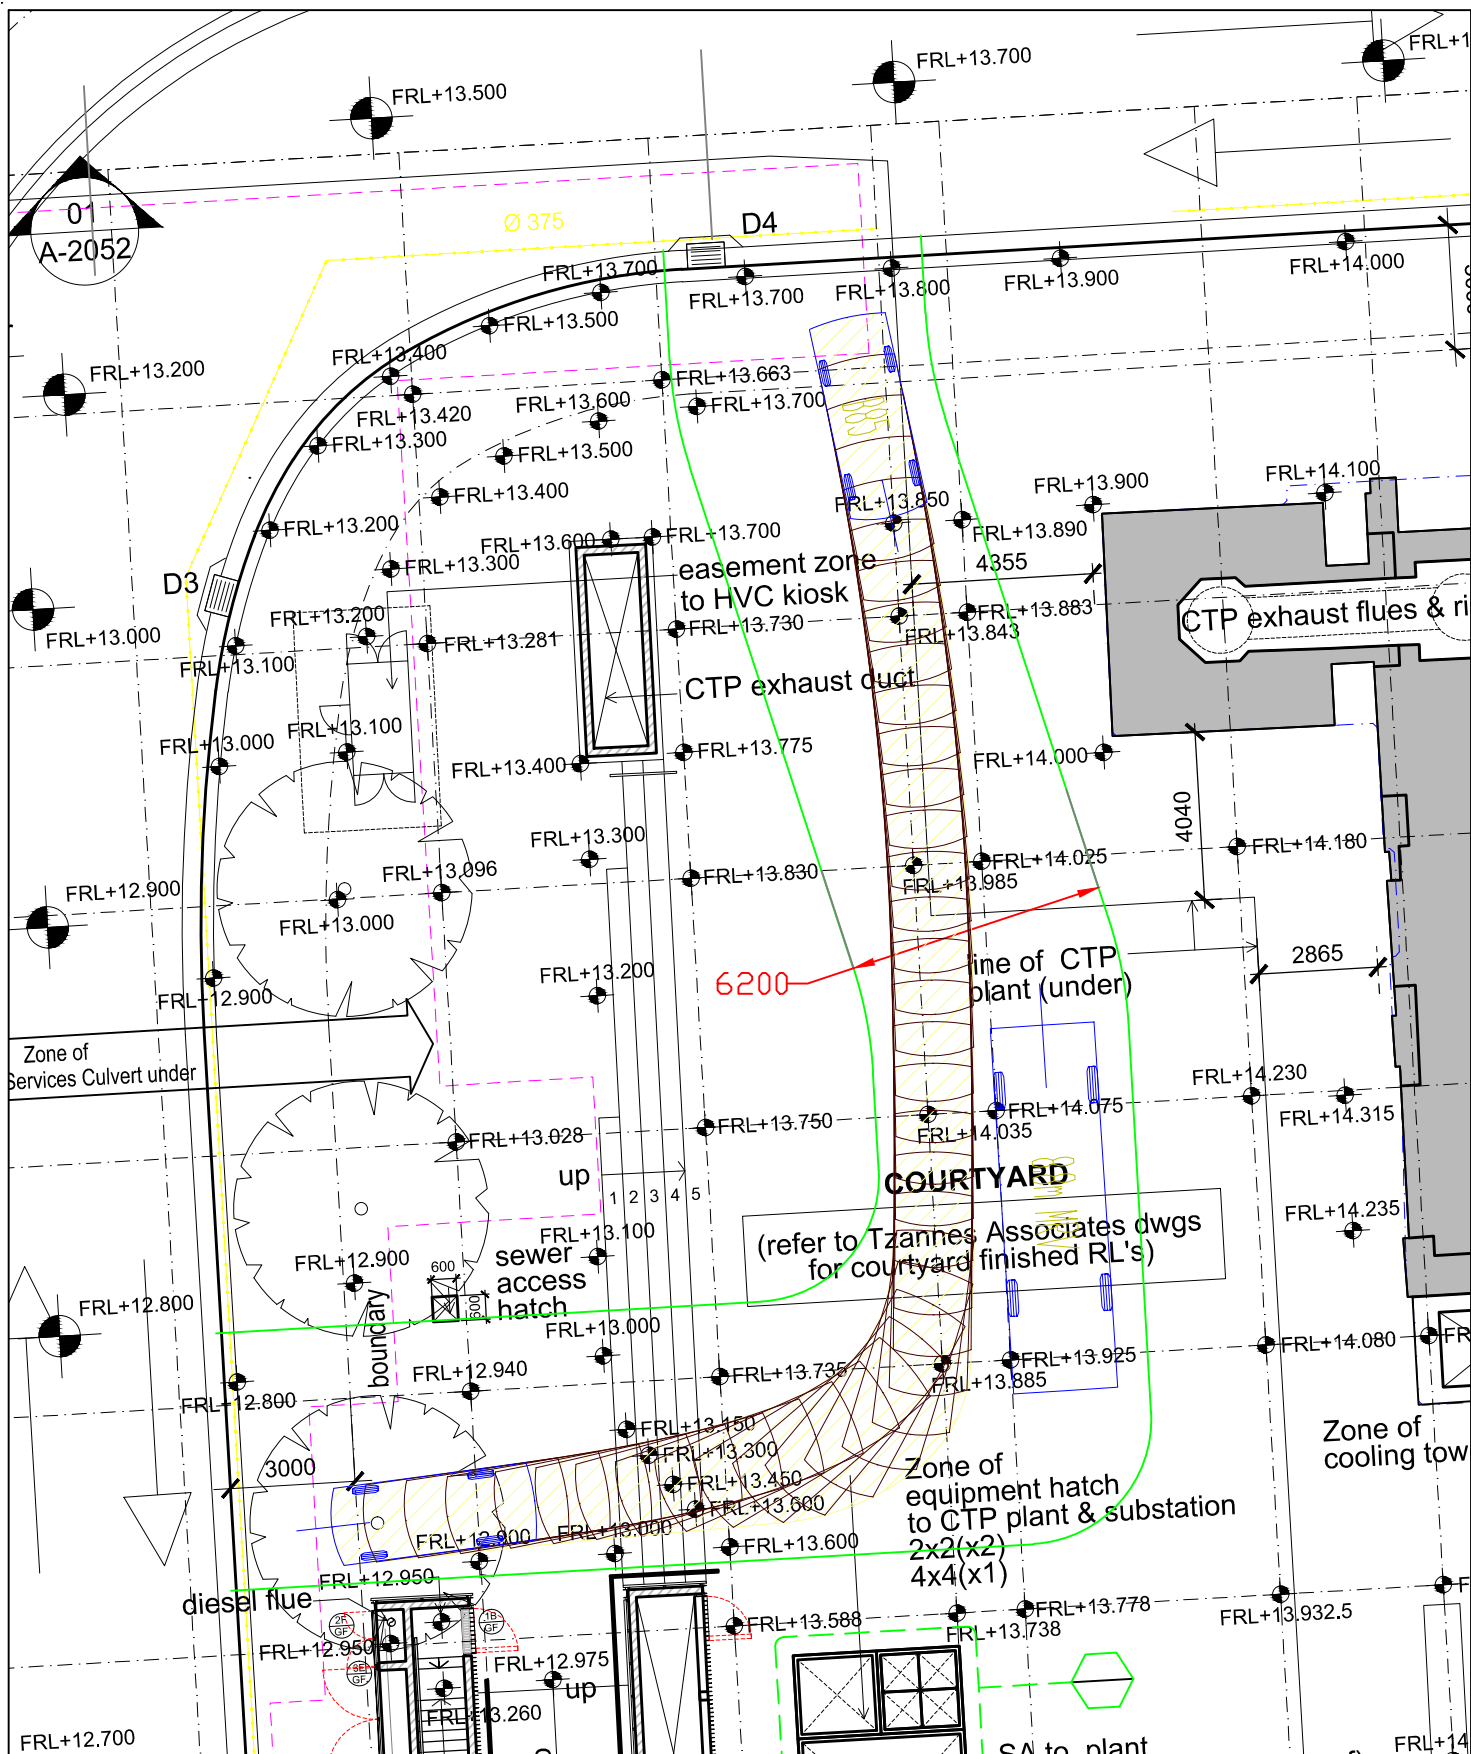 FRL+13.700
FRL+13.500
01
A-2052
Ø 375
D4
FRL+13.700
FRL+13.700
FRL+13.800
FRL+13.900
FRL+14.000
FRL+13.500
FRL+13.400
FRL+13.200
FRL+13.663
FRL+13.600
FRL+13.700
FRL+13.420
FRL+13.300
FRL+13.500
FRL+13.400
FRL+13.850
FRL+13.900
FRL+14.100
FRL+13.200
FRL+13.600
FRL+13.700
FRL+13.890
FRL+13.300
easement zone
to HVC kiosk
4355
D3
FRL+13.000
FRL+13.200
FRL+13.281
FRL+13.730
FRL+13.883
FRL+13.843
CTP exhaust flues & ri
FRL+13.100
CTP exhaust duct
FRL+13.100
FRL+13.000
FRL+13.400
FRL+13.775
FRL+14.000
4040
FRL+13.300
FRL+14.025
FRL+14.180
FRL+13.096
FRL+13.830
FRL+13.985
FRL+12.900
FRL+13.000
FRL+13.200
6200
line of CTP
plant (under)
2865
FRL+12.900
Zone of
Services Culvert under
FRL+14.230
FRL+14.315
FRL+13.028
FRL+13.750
FRL+14.075
FRL+14.035
up
1 2 3 4 5
COURTYARD
(refer to Tzannes Associates dwgs
for courtyard finished RL's)
FRL+14.235
FRL+13.100
sewer
access
hatch
600
600
FRL+12.900
FRL+12.800
boundary
FRL+13.000
FRL+12.940
FRL+13.735
FRL+13.925
FRL+13.885
FRL+14.080
FR
FRL+12.800
FRL+13.150
FRL+13.300
FRL+13.450
FRL+13.600
3000
Zone of
cooling tow
Zone of
equipment hatch
to CTP plant & substation
2x2(x2)
4x4(x1)
FRL+13.000
FRL+13.600
FRL+12.950
diesel flue
1B
GF
GF
FRL+12.950
FRL+13.588
FRL+13.778
FRL+13.738
FRL+13.932.5
FRL+12.975
up
FRL+13.260
FRL+12.700
SA to plant
FRL+14